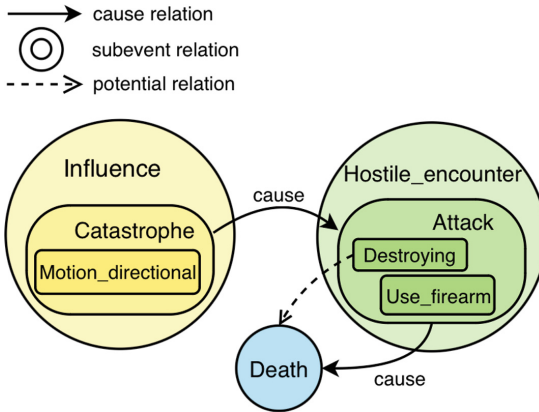 cause relation
subevent relation
potential relation
Influence
Hostile_encounter
cause
Catastrophe
Attack
Motion_directional
Destroying
Use_firearm
Death
cause